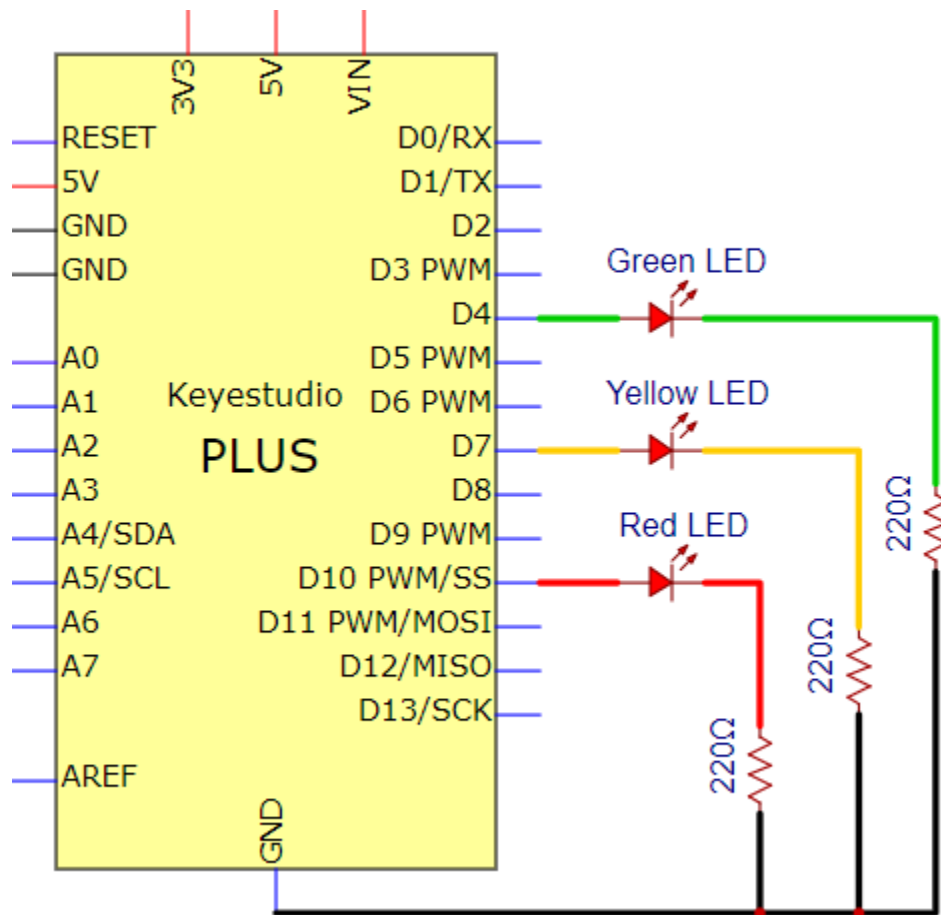 3V3
5V
VIN
RESET
5V
GND
GND
A0
A1
A2
A3
A4/SDA
A5/SCL
A6
A7
AREF
Keyestudio
PLUS
D0/RX
D1/TX
D2
D3 PWM
D4
D5 PWM
D6 PWM
D7
D8
D9 PWM
D10 PWM/SS
D11 PWM/MOSI
D12/MISO
D13/SCK
GND
Green LED
Yellow LED
Red LED
220Ω
220Ω
220Ω